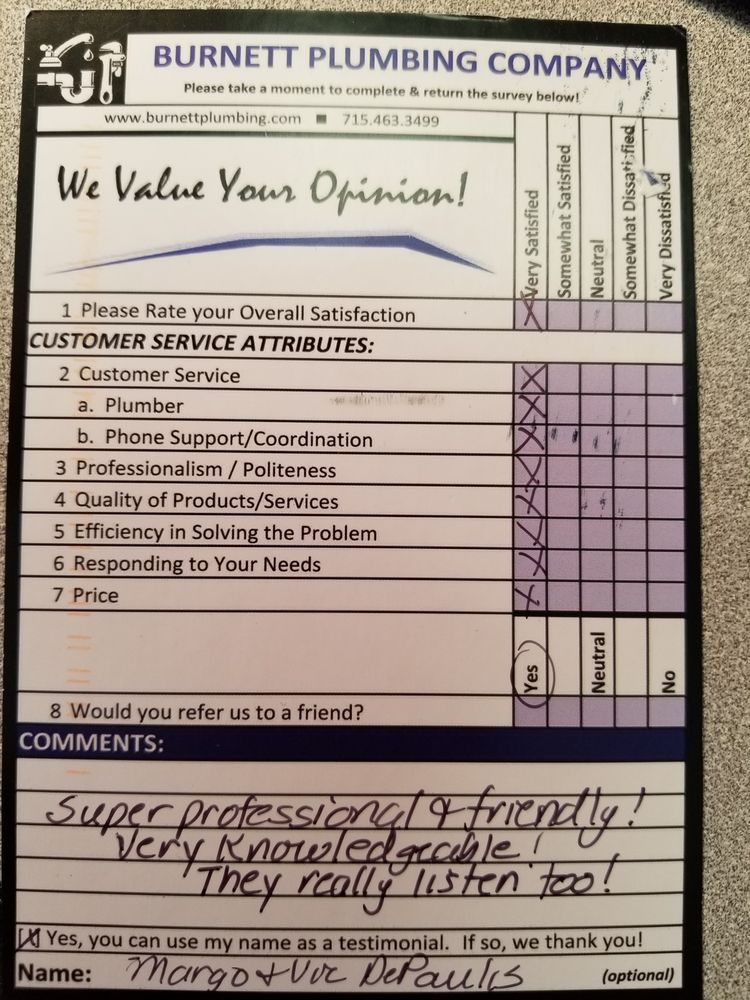 BURNETT PLUMBING COMPANY
Please take a moment to complete & return the survey below!
www.burnettplumbing.com ■ 715.463.3499
We Value Your Opinion!
Very Satisfied
Somewhat Satisfied
Neutral
Somewhat Dissatisfied
Very Dissatisfied
1 Please Rate your Overall Satisfaction X
CUSTOMER SERVICE ATTRIBUTES:
2 Customer Service X
a. Plumber X
b. Phone Support/Coordination X
3 Professionalism / Politeness X
4 Quality of Products/Services X
5 Efficiency in Solving the Problem X
6 Responding to Your Needs X
7 Price X
Yes
Neutral
No
8 Would you refer us to a friend?
COMMENTS:
Super professional & friendly!
Very Knowledgeable!
They really listen too!
[X] Yes, you can use my name as a testimonial. If so, we thank you!
Name: Margo & Vic DePaulis (optional)